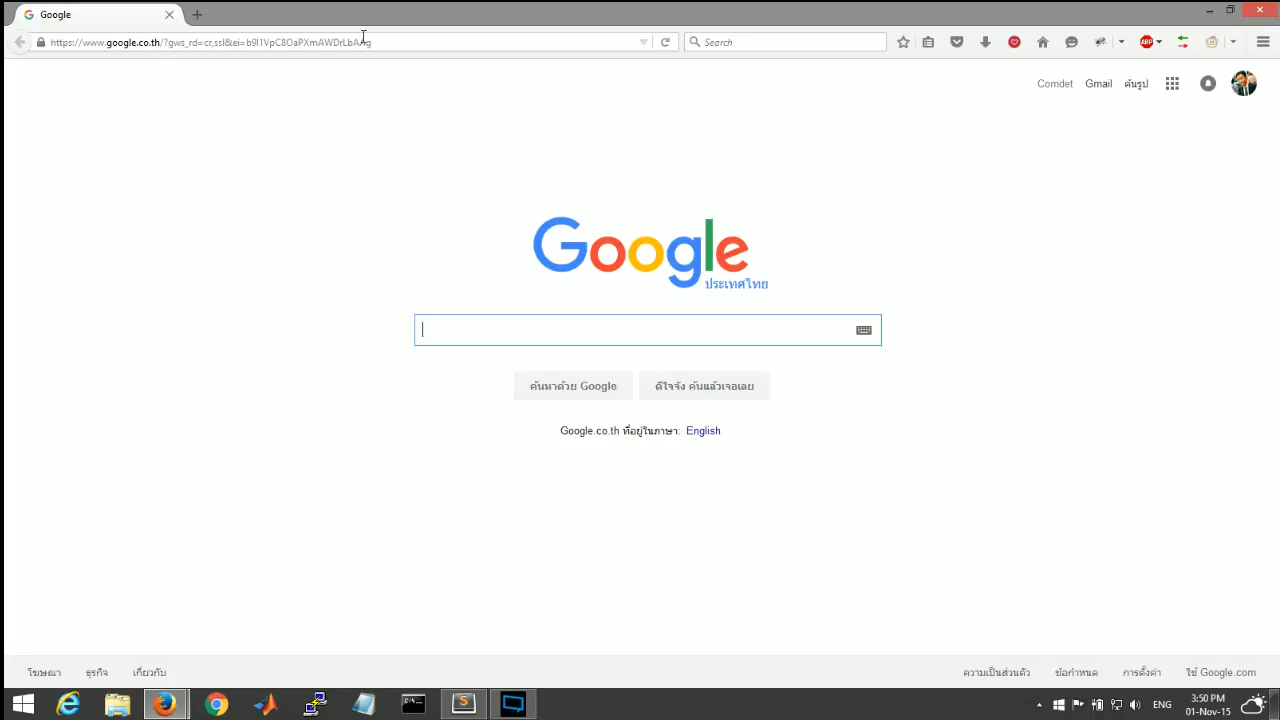 Google
https://www.google.co.th/?gws_rd=cr,ssl&ei=b9I1VpC8OaPXmAWDrLbAAg
Search
ABP
Comdet Gmail ค้นรูป
Google
ประเทศไทย
ค้นหาด้วย Google
ดีใจจัง ค้นแล้วเจอเลย
Google.co.th ที่อยู่ในภาษา: English
โฆษณา ธุรกิจ เกี่ยวกับ
ความเป็นส่วนตัว ข้อกำหนด การตั้งค่า ใช้ Google.com
ENG
3:50 PM
01-Nov-15